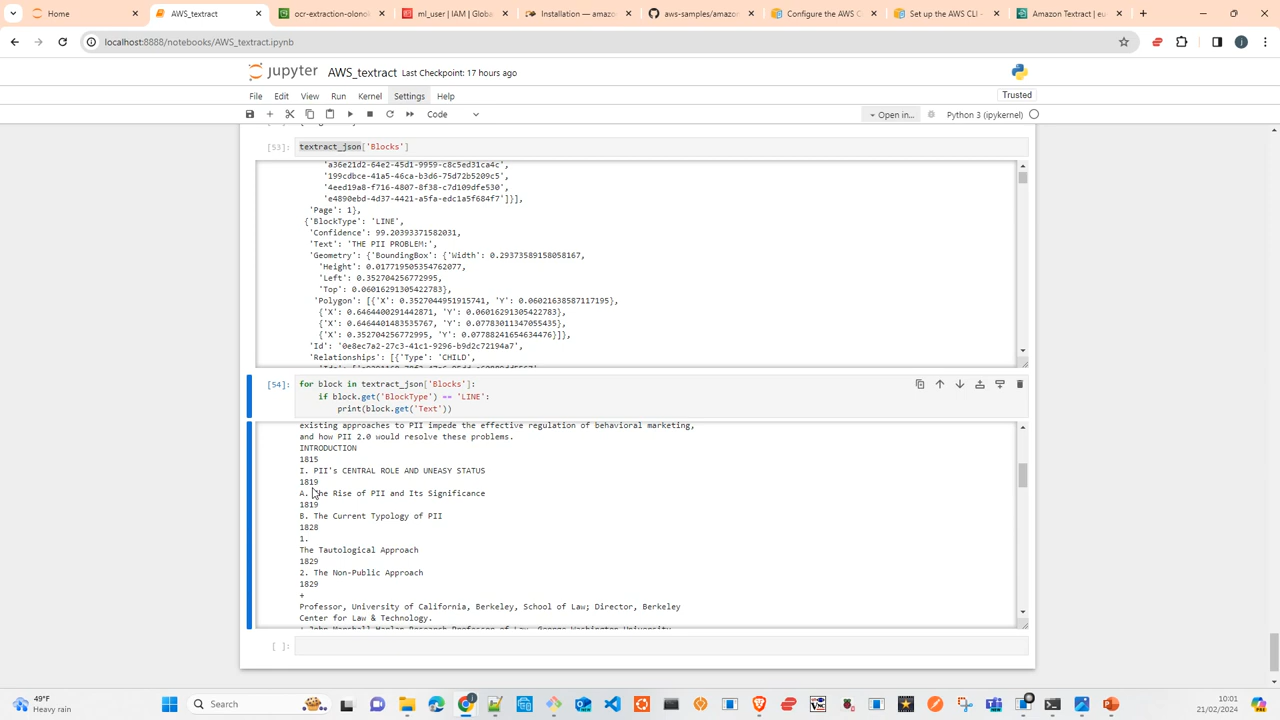 Home
AWS_textract
ocr-extraction-olonok
ml_user | IAM | Globa
Installation — amazo
aws-samples/amazon
Configure the AWS C
Set up the AWS CLI
Amazon Textract | eu
localhost:8888/notebooks/AWS_textract.ipynb
jupyter AWS_textract Last Checkpoint: 17 hours ago
File Edit View Run Kernel Settings Help
Trusted
Code
Open in...
Python 3 (ipykernel)
[53]: textract_json['Blocks']
'a36e21d2-64e2-45d1-9959-c8c5ed31ca4c',
'199cdbce-41a5-46ca-b3d6-75d72b5209c5',
'4eed19a8-f716-4807-8f38-c7d109dfe530',
'e4890ebd-4d37-4421-a5fa-edc1a5f684f7']}],
'Page': 1},
{'BlockType': 'LINE',
'Confidence': 99.20393371582031,
'Text': 'THE PII PROBLEM:',
'Geometry': {'BoundingBox': {'Width': 0.29373589158058167,
'Height': 0.017719505354762077,
'Left': 0.352704256772995,
'Top': 0.06016291305422783},
'Polygon': [{'X': 0.3527044951915741, 'Y': 0.06021638587117195},
{'X': 0.6464400291442871, 'Y': 0.06016291305422783},
{'X': 0.6464401483535767, 'Y': 0.07783011347055435},
{'X': 0.352704256772995, 'Y': 0.07788241654634476}]},
'Id': '0e8ec7a2-27c3-41c1-9296-b9d2c72194a7',
'Relationships': [{'Type': 'CHILD',
[54]: for block in textract_json['Blocks']:
if block.get('BlockType') == 'LINE':
print(block.get('Text'))
existing approaches to PII impede the effective regulation of behavioral marketing,
and how PII 2.0 would resolve these problems.
INTRODUCTION
1815
I. PII's CENTRAL ROLE AND UNEASY STATUS
1819
A. The Rise of PII and Its Significance
1819
B. The Current Typology of PII
1828
1.
The Tautological Approach
1829
2. The Non-Public Approach
1829
+
Professor, University of California, Berkeley, School of Law; Director, Berkeley
Center for Law & Technology.
[ ]:
49°F
Heavy rain
Search
10:01
21/02/2024